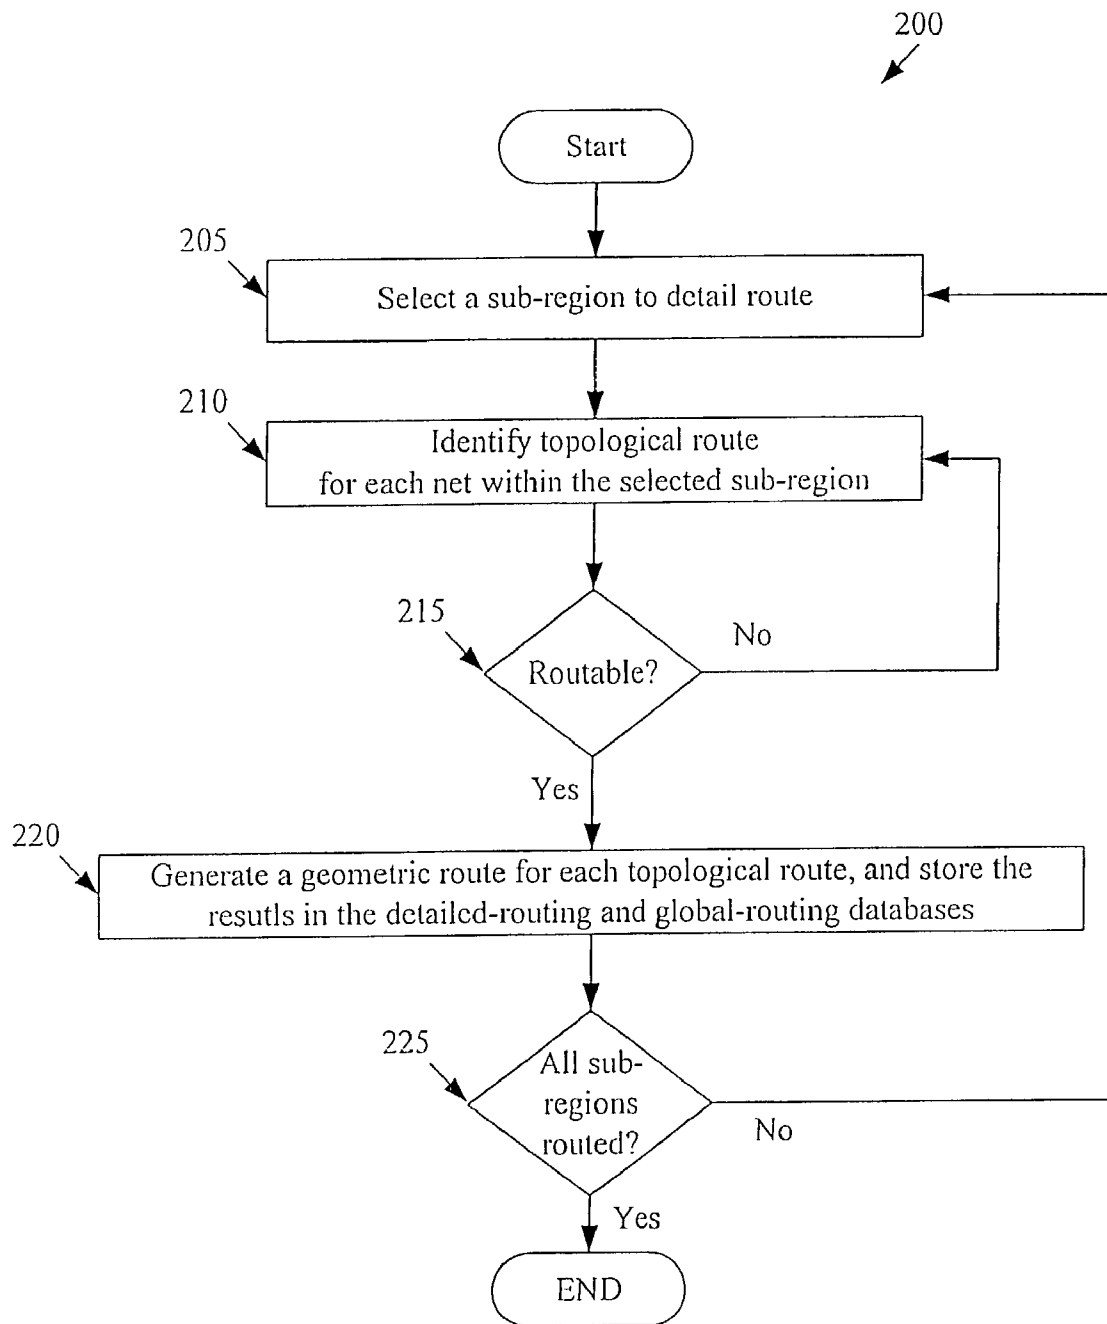 200
Start
205
Select a sub-region to detail route
210
Identify topological route
for each net within the selected sub-region
215
Routable?
No
Yes
220
Generate a geometric route for each topological route, and store the
resutls in the detailed-routing and global-routing databases
225
All sub-
regions
routed?
No
Yes
END